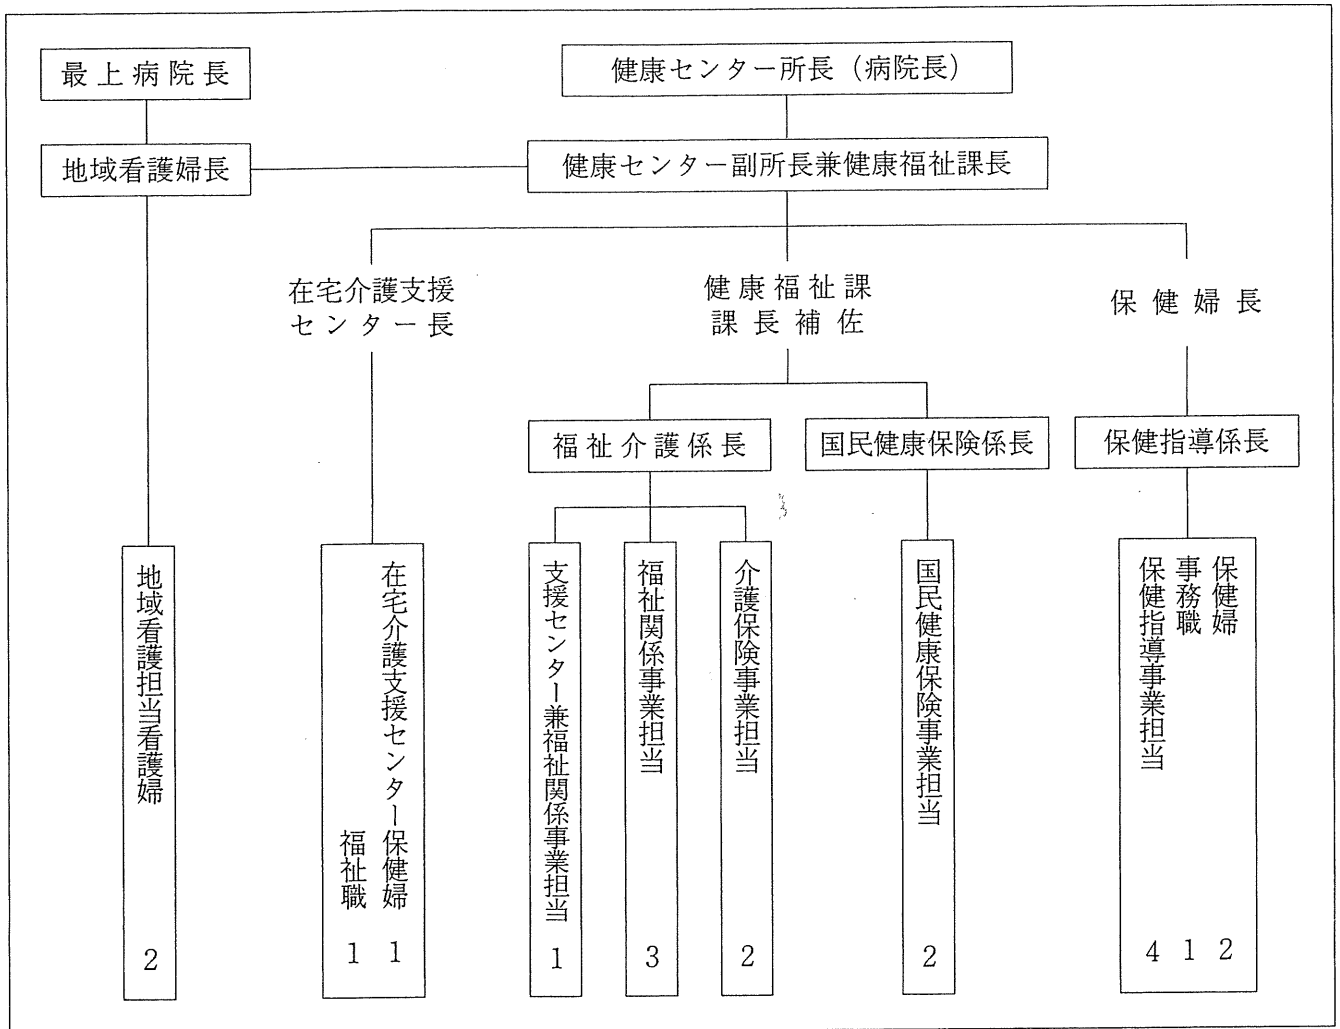 最上病院長
健康センター所長（病院長）
地域看護婦長
健康センター副所長兼健康福祉課長
在宅介護支援
センター長
健康福祉課
課長補佐
保健婦長
福祉介護係長
国民健康保険係長
保健指導係長
地域看護担当看護婦 2
在宅介護支援センター保健婦 1
福祉職 1
支援センター兼福祉関係事業担当 1
福祉関係事業担当 3
介護保険事業担当 2
国民健康保険事業担当 2
保健婦 2
事務職 1
保健指導事業担当 4